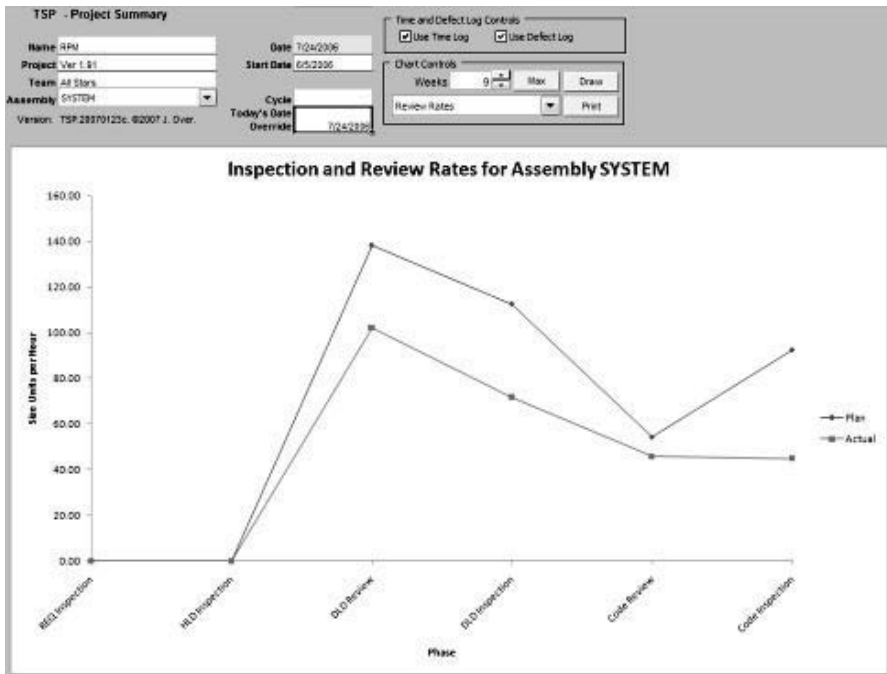 TSP - Project Summary
Name RPM
Project Ver 1.91
Team All Stars
Assembly SYSTEM
Version: TSP.20070123c. ©2007 J. Over.
Date 7/24/2006
Start Date 6/5/2006
Cycle
Today's Date
Override 7/24/2006
Time and Defect Log Controls
Use Time Log Use Defect Log
Chart Controls
Weeks 9 Max Draw
Review Rates Print
Inspection and Review Rates for Assembly SYSTEM
160.00
140.00
120.00
100.00
80.00
60.00
40.00
20.00
0.00
Size Units per Hour
Plan
Actual
REQ Inspection
HLD Inspection
DLD Review
DLD Inspection
Code Review
Code Inspection
Phase